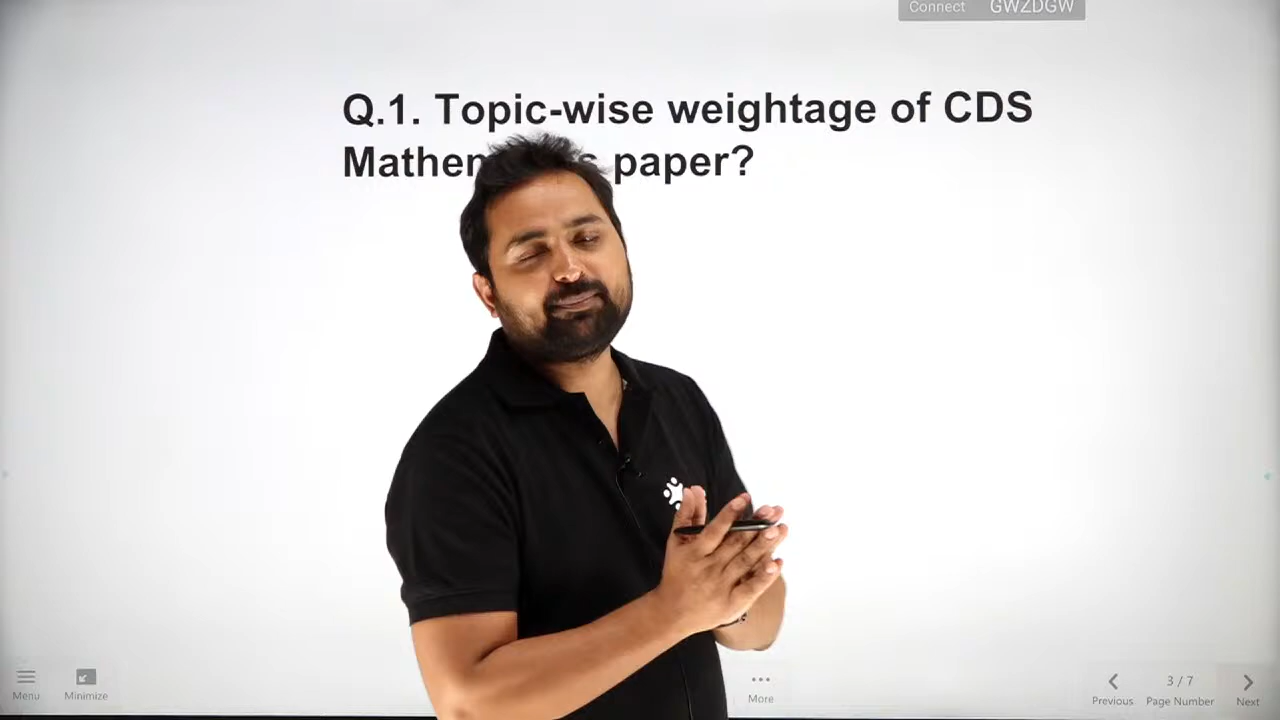 Connect GWZDGW
Q.1. Topic-wise weightage of CDS
paper?
Menu
Minimize
More
Previous
3 / 7
Page Number
Next